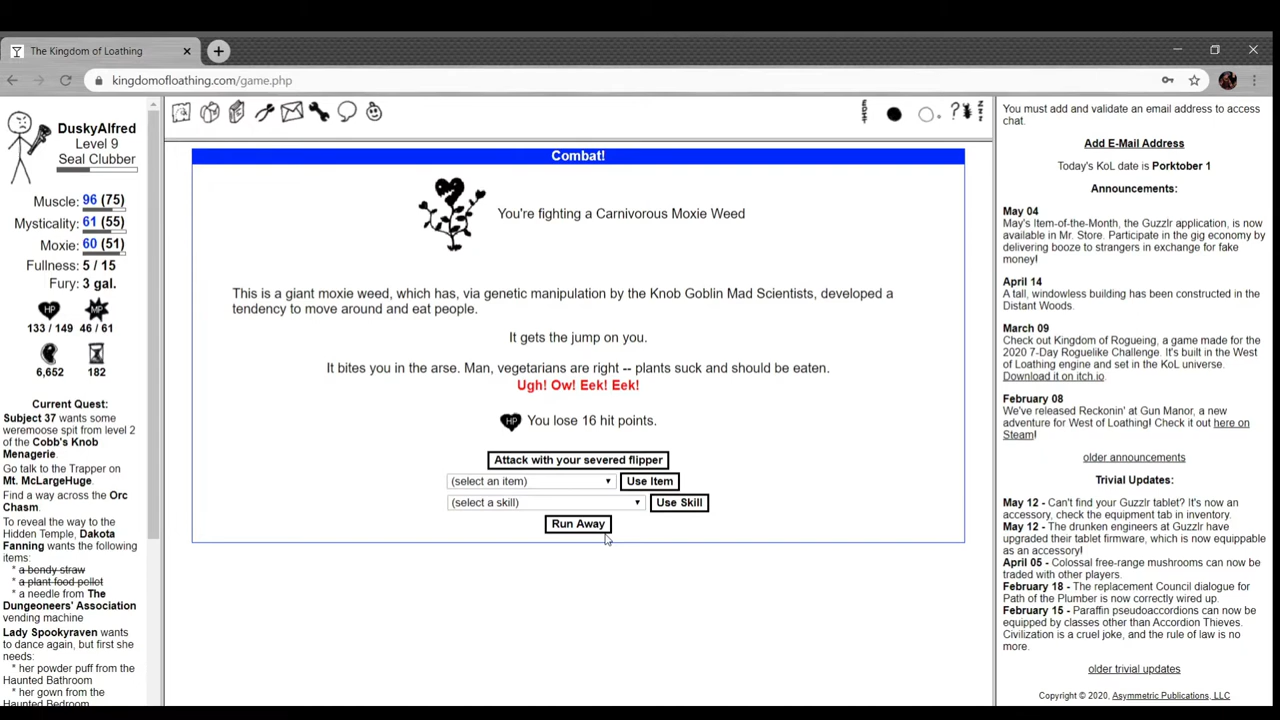 The Kingdom of Loathing
kingdomofloathing.com/game.php
DuskyAlfred
Level 9
Seal Clubber
Muscle: 96 (75)
Mysticality: 61 (55)
Moxie: 60 (51)
Fullness: 5 / 15
Fury: 3 gal.
HP
MP
133 / 149
46 / 61
6,652
182
Current Quest:
Subject 37 wants some
weremoose spit from level 2
of the Cobb's Knob
Menagerie.
Go talk to the Trapper on
Mt. McLargeHuge.
Find a way across the Orc
Chasm.
To reveal the way to the
Hidden Temple, Dakota
Fanning wants the following
items:
* a bendy straw
* a plant food pellet
* a needle from The
Dungeoneers' Association
vending machine
Lady Spookyraven wants
to dance again, but first she
needs:
* her powder puff from the
Haunted Bathroom
* her gown from the
Haunted Bedroom
Combat!
You're fighting a Carnivorous Moxie Weed
This is a giant moxie weed, which has, via genetic manipulation by the Knob Goblin Mad Scientists, developed a
tendency to move around and eat people.
It gets the jump on you.
It bites you in the arse. Man, vegetarians are right -- plants suck and should be eaten.
Ugh! Ow! Eek! Eek!
HP You lose 16 hit points.
Attack with your severed flipper
(select an item) Use Item
(select a skill) Use Skill
Run Away
You must add and validate an email address to access
chat.
Add E-Mail Address
Today's KoL date is Porktober 1
Announcements:
May 04
May's Item-of-the-Month, the Guzzlr application, is now
available in Mr. Store. Participate in the gig economy by
delivering booze to strangers in exchange for fake
money!
April 14
A tall, windowless building has been constructed in the
Distant Woods.
March 09
Check out Kingdom of Rogueing, a game made for the
2020 7-Day Roguelike Challenge. It's built in the West
of Loathing engine and set in the KoL universe.
Download it on itch.io.
February 08
We've released Reckonin' at Gun Manor, a new
adventure for West of Loathing! Check it out here on
Steam!
older announcements
Trivial Updates:
May 12 - Can't find your Guzzlr tablet? It's now an
accessory, check the equipment tab in inventory.
May 12 - The drunken engineers at Guzzlr have
upgraded their tablet firmware, which is now equippable
as an accessory!
April 05 - Colossal free-range mushrooms can now be
traded with other players.
February 18 - The replacement Council dialogue for
Path of the Plumber is now correctly wired up.
February 15 - Paraffin pseudoaccordions can now be
equipped by classes other than Accordion Thieves.
Civilization is a cruel joke, and the rule of law is no
more.
older trivial updates
Copyright © 2020, Asymmetric Publications, LLC